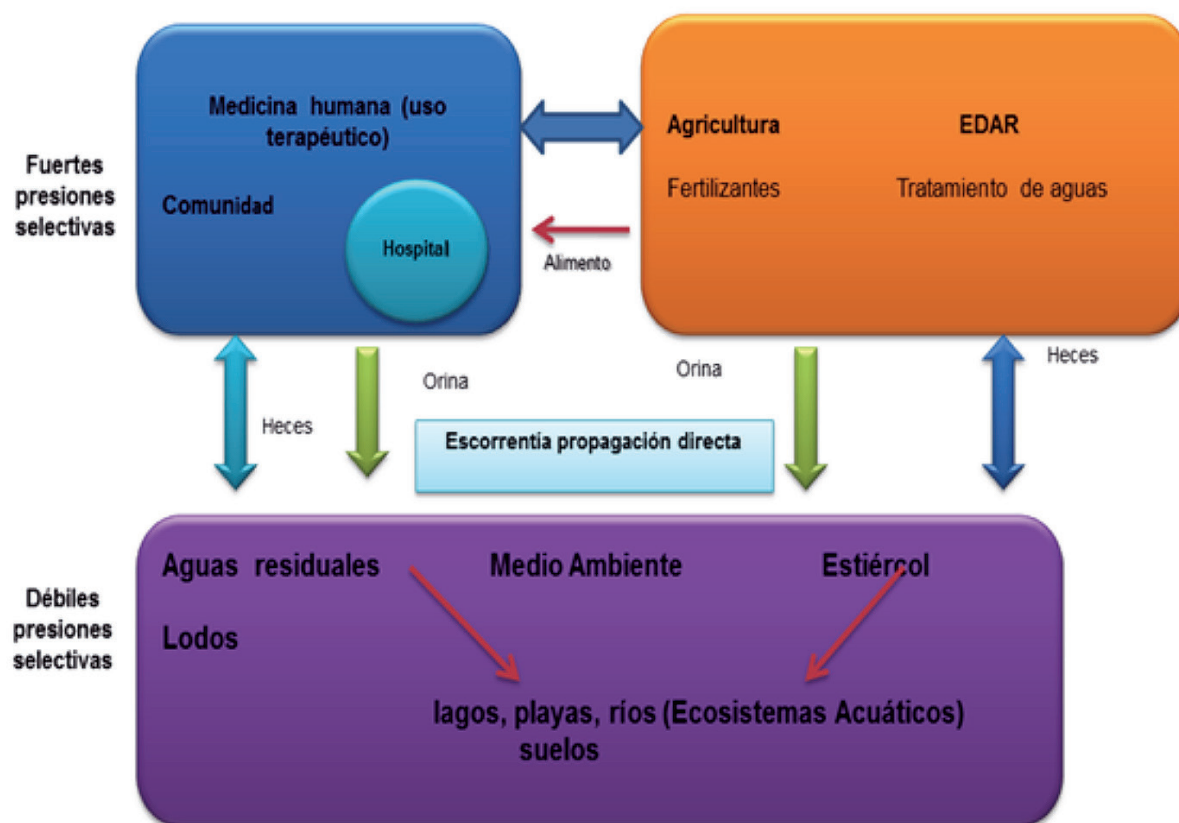 Fuertes
presiones
selectivas
Medicina humana (uso
terapéutico)
Comunidad
Hospital
Agricultura
EDAR
Fertilizantes
Tratamiento de aguas
Alimento
Heces
Orina
Orina
Heces
Escorrentía propagación directa
Débiles
presiones
selectivas
Aguas residuales
Medio Ambiente
Estiércol
Lodos
lagos, playas, ríos (Ecosistemas Acuáticos)
suelos